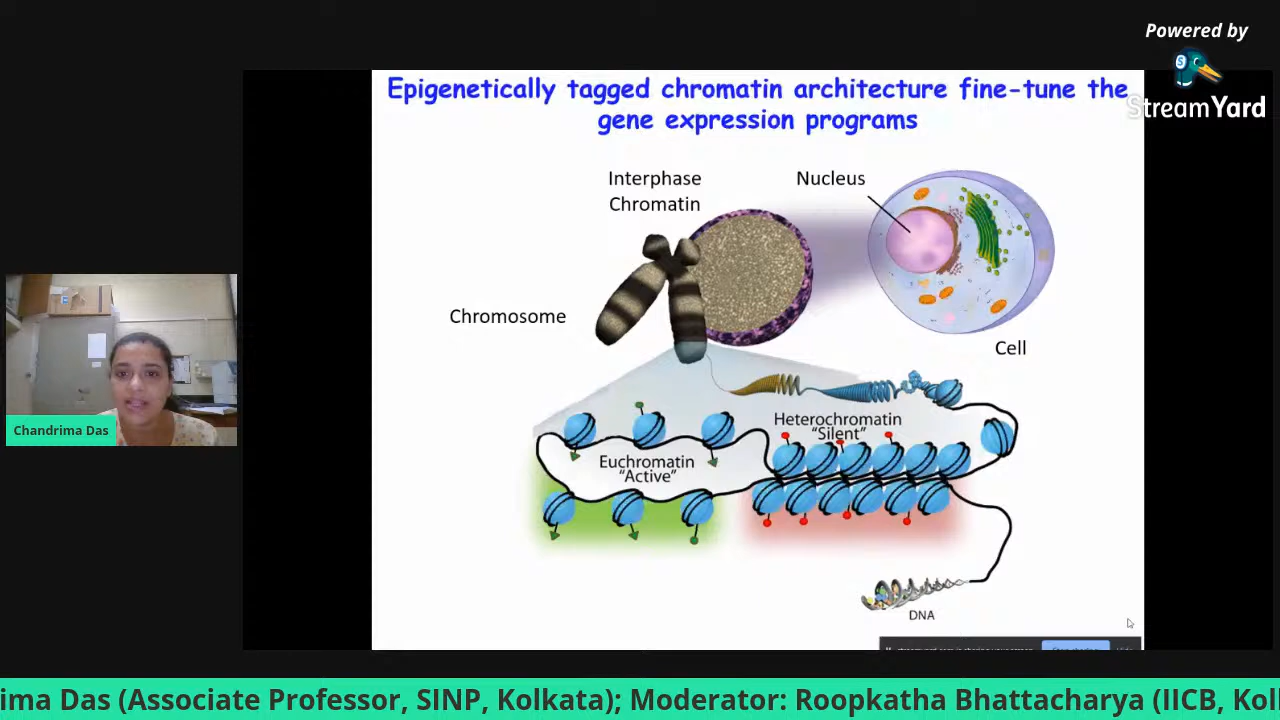 Powered by
StreamYard
Epigenetically tagged chromatin architecture fine-tune the
gene expression programs
Interphase
Chromatin
Nucleus
Chromosome
Cell
Heterochromatin
“Silent”
Euchromatin
“Active”
DNA
Chandrima Das
ima Das (Associate Professor, SINP, Kolkata); Moderator: Roopkatha Bhattacharya (IICB, Kol